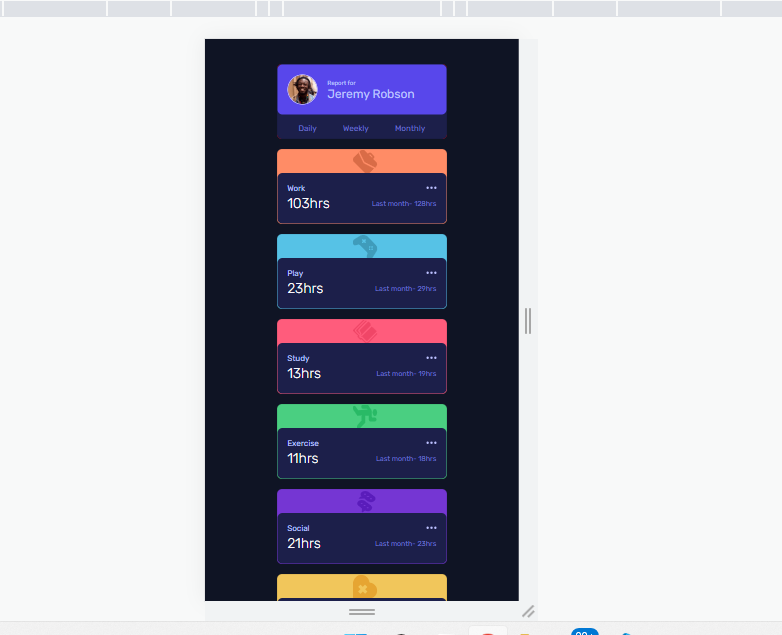 Report for
Jeremy Robson
Daily Weekly Monthly
Work
103hrs Last month- 128hrs
Play
23hrs Last month- 29hrs
Study
13hrs Last month- 19hrs
Exercise
11hrs Last month- 18hrs
Social
21hrs Last month- 23hrs